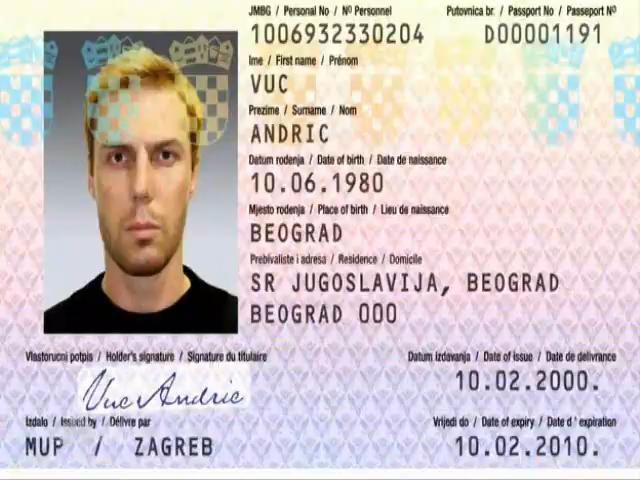 JMBG / Personal No / Nº Personnel
1006932330204
Putovnica br. / Passport No / Passeport Nº
D00001191
Ime / First name / Prénom
VUC
Prezime / Surname / Nom
ANDRIC
Datum rođenja / Date of birth / Date de naissance
10.06.1980
Mjesto rođenja / Place of birth / Lieu de naissance
BEOGRAD
Prebivalište i adresa / Residence / Domicile
SR JUGOSLAVIJA, BEOGRAD
BEOGRAD 000
Vlastoručni potpis / Holder's signature / Signature du titulaire
Vuc Andric
Datum izdavanja / Date of issue / Date de delivrance
10.02.2000.
Izdalo / Issued by / Délivre par
MUP / ZAGREB
Vrijedi do / Date of expiry / Date d' expiration
10.02.2010.